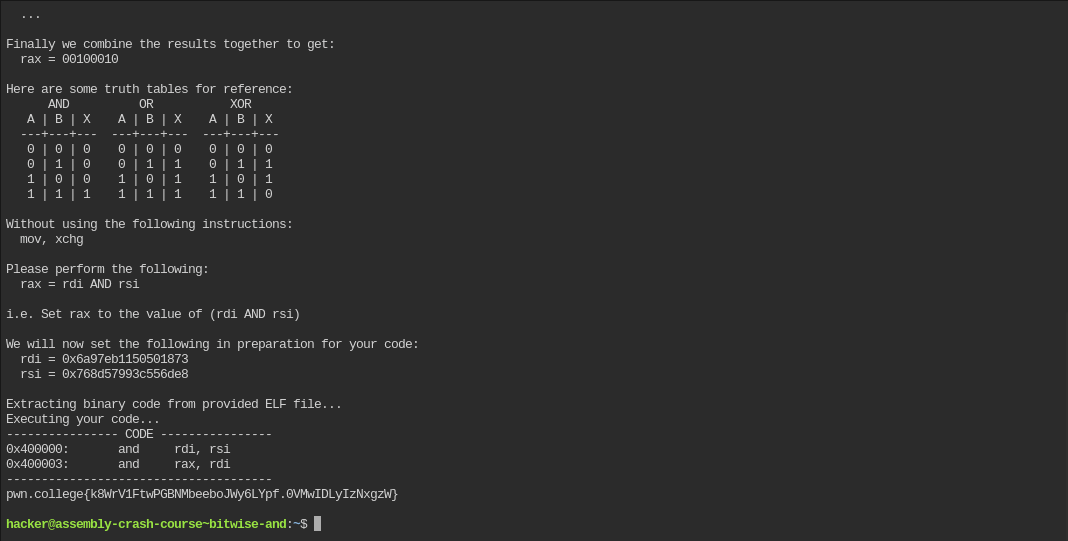 ...
Finally we combine the results together to get:
  rax = 00100010
Here are some truth tables for reference:
      AND          OR           XOR
   A | B | X    A | B | X    A | B | X
  ---+---+---  ---+---+---  ---+---+---
   0 | 0 | 0    0 | 0 | 0    0 | 0 | 0
   0 | 1 | 0    0 | 1 | 1    0 | 1 | 1
   1 | 0 | 0    1 | 0 | 1    1 | 0 | 1
   1 | 1 | 1    1 | 1 | 1    1 | 1 | 0
Without using the following instructions:
  mov, xchg
Please perform the following:
  rax = rdi AND rsi
i.e. Set rax to the value of (rdi AND rsi)
We will now set the following in preparation for your code:
  rdi = 0x6a97eb1150501873
  rsi = 0x768d57993c556de8
Extracting binary code from provided ELF file...
Executing your code...
---------------- CODE ----------------
0x400000:       and     rdi, rsi
0x400003:       and     rax, rdi
--------------------------------------
pwn.college{k8WrV1FtwPGBNMbeeboJWy6LYpf.0VMwIDLyIzNxgzW}
hacker@assembly-crash-course~bitwise-and:~$